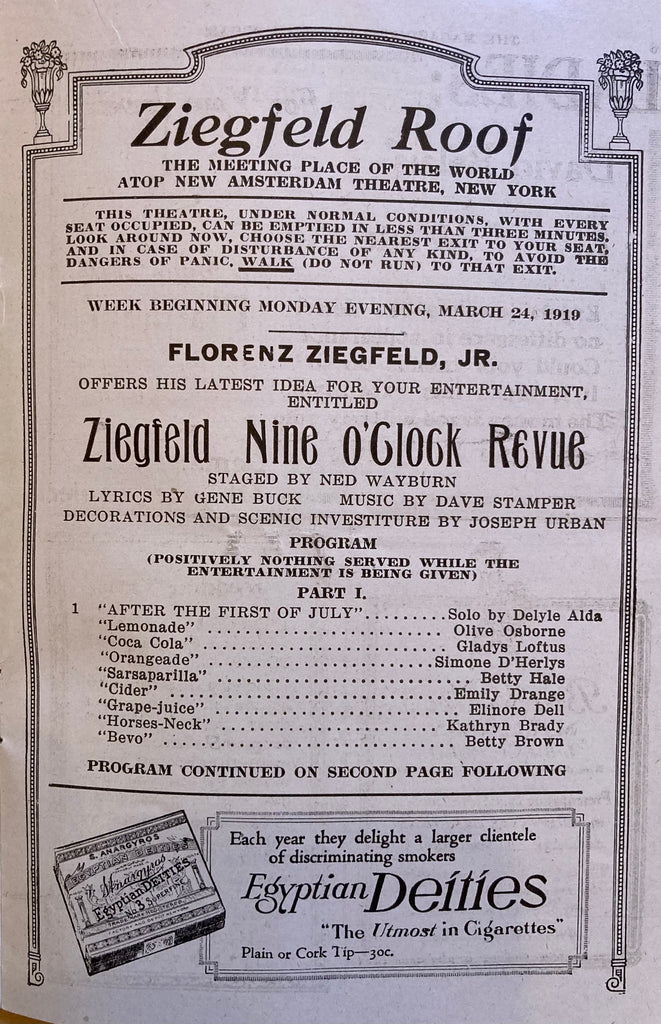 Ziegfeld Roof
THE MEETING PLACE OF THE WORLD
ATOP NEW AMSTERDAM THEATRE, NEW YORK
THIS THEATRE, UNDER NORMAL CONDITIONS, WITH EVERY
SEAT OCCUPIED, CAN BE EMPTIED IN LESS THAN THREE MINUTES.
LOOK AROUND NOW, CHOOSE THE NEAREST EXIT TO YOUR SEAT,
AND IN CASE OF DISTURBANCE OF ANY KIND, TO AVOID THE
DANGERS OF PANIC, WALK (DO NOT RUN) TO THAT EXIT.
WEEK BEGINNING MONDAY EVENING, MARCH 24, 1919
FLORENZ ZIEGFELD, JR.
OFFERS HIS LATEST IDEA FOR YOUR ENTERTAINMENT,
ENTITLED
Ziegfeld Nine O'Clock Revue
STAGED BY NED WAYBURN
LYRICS BY GENE BUCK MUSIC BY DAVE STAMPER
DECORATIONS AND SCENIC INVESTITURE BY JOSEPH URBAN
PROGRAM
(POSITIVELY NOTHING SERVED WHILE THE
ENTERTAINMENT IS BEING GIVEN)
PART I.
1 "AFTER THE FIRST OF JULY".........Solo by Delyle Alda
"Lemonade" ............................ Olive Osborne
"Coca Cola" ............................ Gladys Loftus
"Orangeade" ..........................Simone D'Herlys
"Sarsaparilla" ............................ Betty Hale
"Cider" ................................Emily Drange
"Grape-juice" .......................... Elinore Dell
"Horses-Neck" ........................ Kathryn Brady
"Bevo" ................................ Betty Brown
PROGRAM CONTINUED ON SECOND PAGE FOLLOWING
S. ANARGYROS
EGYPTIAN DEITIES
S. Anargyros
Egyptian DEITIES
No 3 SUPERFINE
Each year they delight a larger clientele
of discriminating smokers
Egyptian Deities
"The Utmost in Cigarettes"
Plain or Cork Tip—30c.